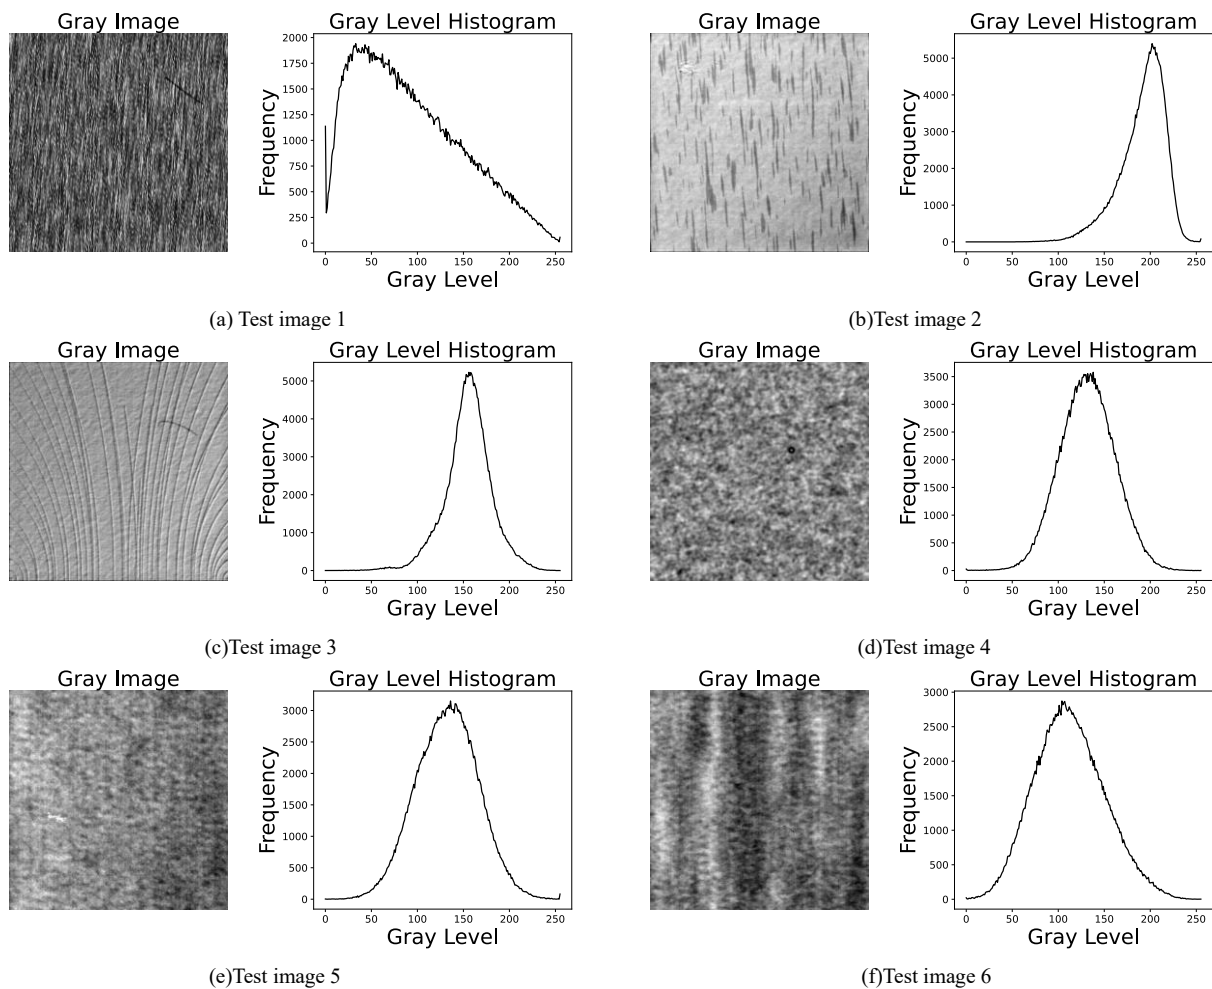 Gray Image Gray Level Histogram Gray Image Gray Level Histogram
2000
1750
1500
1250
1000
750
500
250
0
Frequency
0 50 100 150 200 250
Gray Level
5000
4000
3000
2000
1000
0
Frequency
0 50 100 150 200 250
Gray Level
(a) Test image 1 (b)Test image 2
Gray Image Gray Level Histogram Gray Image Gray Level Histogram
5000
4000
3000
2000
1000
0
Frequency
0 50 100 150 200 250
Gray Level
3500
3000
2500
2000
1500
1000
500
0
Frequency
0 50 100 150 200 250
Gray Level
(c)Test image 3 (d)Test image 4
Gray Image Gray Level Histogram Gray Image Gray Level Histogram
3000
2500
2000
1500
1000
500
0
Frequency
0 50 100 150 200 250
Gray Level
3000
2500
2000
1500
1000
500
0
Frequency
0 50 100 150 200 250
Gray Level
(e)Test image 5 (f)Test image 6